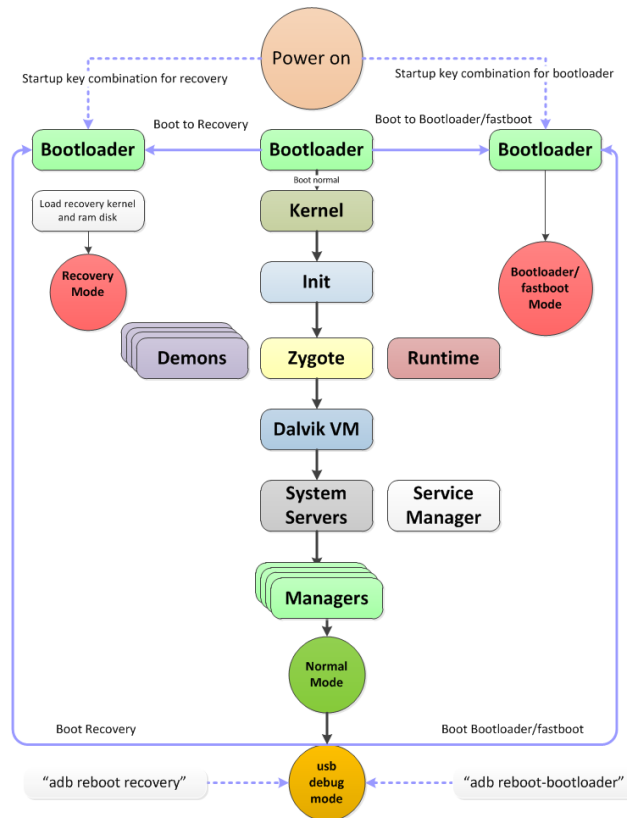 Power on
Startup key combination for recovery
Startup key combination for bootloader
Boot to Recovery
Boot to Bootloader/fastboot
Bootloader
Bootloader
Bootloader
Boot normal
Load recovery kernel
and ram disk
Kernel
Recovery
Mode
Init
Bootloader/
fastboot
Mode
Demons
Zygote
Runtime
Dalvik VM
System
Servers
Service
Manager
Managers
Normal
Mode
Boot Recovery
Boot Bootloader/fastboot
"adb reboot recovery"
usb
debug
mode
"adb reboot-bootloader"